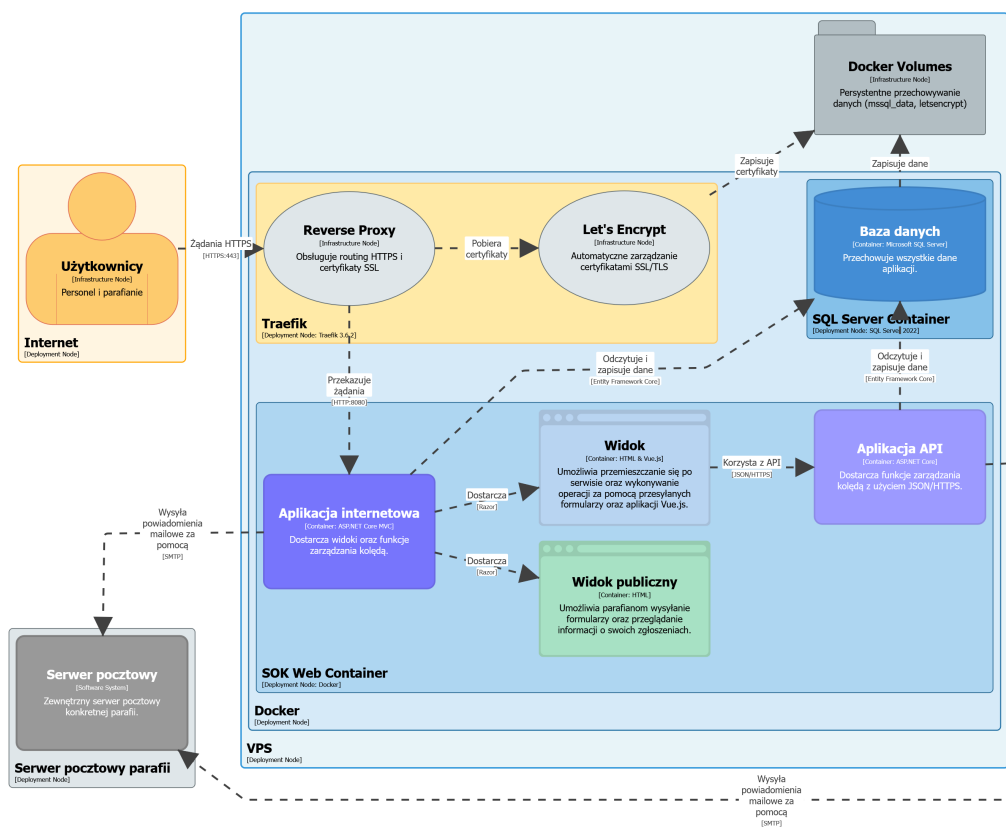 Docker Volumes
[Infrastructure Node]
Persystentne przechowywanie
danych (mssql_data, letsencrypt)
Zapisuje
certyfikaty
Zapisuje dane
Użytkownicy
[Infrastructure Node]
Personel i parafianie
Internet
[Deployment Node]
Żądania HTTPS
[HTTPS:443]
Reverse Proxy
[Infrastructure Node]
Obsługuje routing HTTPS i
certyfikaty SSL
Pobiera
certyfikaty
Let's Encrypt
[Infrastructure Node]
Automatyczne zarządzanie
certyfikatami SSL/TLS
Traefik
[Deployment Node: Traefik 3.6.2]
Baza danych
[Container: Microsoft SQL Server]
Przechowuje wszystkie dane
aplikacji.
SQL Server Container
[Deployment Node: SQL Server 2022]
Przekazuje
żądania
[HTTP:8080]
Odczytuje i
zapisuje dane
[Entity Framework Core]
Odczytuje i
zapisuje dane
[Entity Framework Core]
Aplikacja internetowa
[Container: ASP.NET Core MVC]
Dostarcza widoki oraz funkcje
zarządzania kolędą.
Dostarcza
[Razor]
Widok
[Container: HTML & Vue.js]
Umożliwia przemieszczanie się po
serwisie oraz wykonywanie
operacji za pomocą przesyłanych
formularzy oraz aplikacji Vue.js.
Korzysta z API
[JSON/HTTPS]
Aplikacja API
[Container: ASP.NET Core]
Dostarcza funkcje zarządzania
kolędą z użyciem JSON/HTTPS.
Dostarcza
[Razor]
Widok publiczny
[Container: HTML]
Umożliwia parafianom wysyłanie
formularzy oraz przeglądanie
informacji o swoich zgłoszeniach.
SOK Web Container
[Deployment Node: Docker]
Docker
[Deployment Node]
VPS
[Deployment Node]
Wysyła
powiadomienia
mailowe za
pomocą
[SMTP]
Serwer pocztowy
[Software System]
Zewnętrzny serwer pocztowy
konkretnej parafii.
Serwer pocztowy parafii
[Deployment Node]
Wysyła
powiadomienia
mailowe za
pomocą
[SMTP]